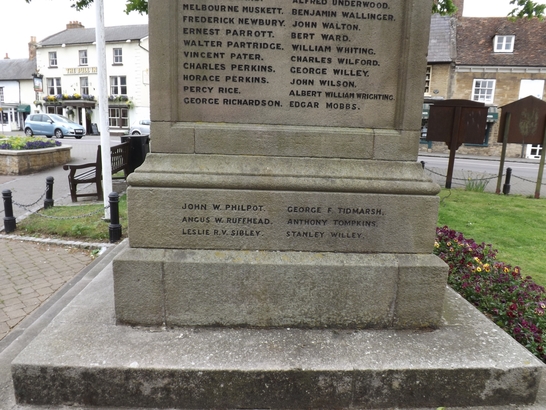 ALFRED UNDERWOOD.
MELBOURNE MUSKETT. BENJAMIN WALLINGER.
FREDERICK NEWBURY. JOHN WALTON.
ERNEST PARROTT. BERT WARD.
WALTER PARTRIDGE. WILLIAM WHITING.
VINCENT PATER. CHARLES WILFORD.
CHARLES PERKINS. GEORGE WILLEY.
HORACE PERKINS. JOHN WILSON.
PERCY RICE. ALBERT WILLIAM WRIGHTING.
GEORGE RICHARDSON. EDGAR MOBBS.
JOHN W. PHILPOT. GEORGE F. TIDMARSH.
ANGUS W. RUFFHEAD. ANTHONY TOMPKINS.
LESLIE R.V. SIBLEY. STANLEY WILLEY.